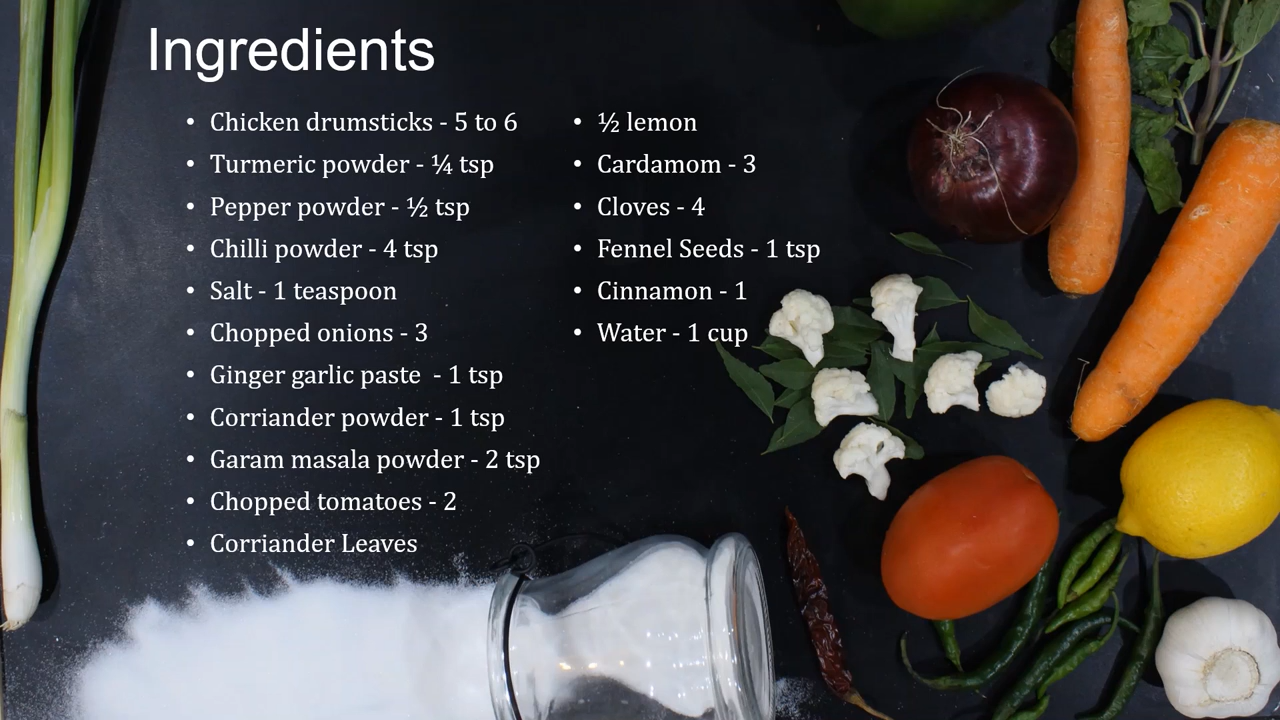 Ingredients
• Chicken drumsticks - 5 to 6
• Turmeric powder - ¼ tsp
• Pepper powder - ½ tsp
• Chilli powder - 4 tsp
• Salt - 1 teaspoon
• Chopped onions - 3
• Ginger garlic paste  - 1 tsp
• Corriander powder - 1 tsp
• Garam masala powder - 2 tsp
• Chopped tomatoes - 2
• Corriander Leaves
• ½ lemon
• Cardamom - 3
• Cloves - 4
• Fennel Seeds - 1 tsp
• Cinnamon - 1
• Water - 1 cup